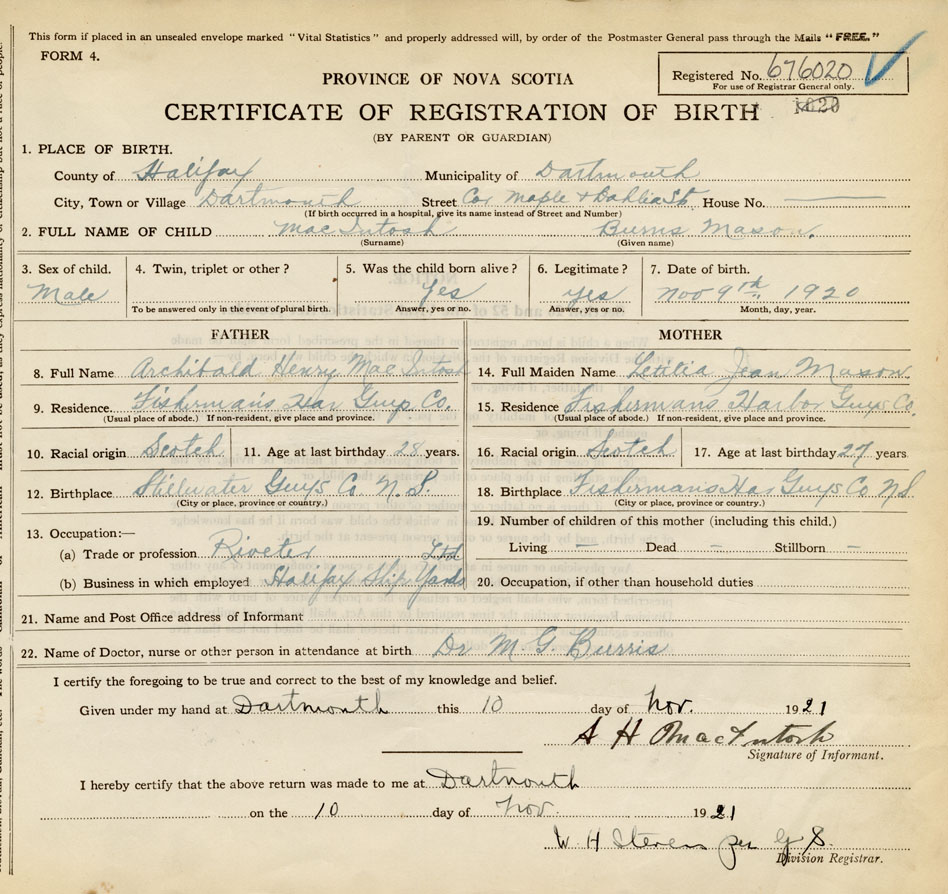 This form if placed in an unsealed envelope marked "Vital Statistics" and properly addressed will, by order of the Postmaster General pass through the Mails "FREE."
FORM 4.
PROVINCE OF NOVA SCOTIA
Registered No. 676020
For use of Registrar General only.
CERTIFICATE OF REGISTRATION OF BIRTH
1620
(BY PARENT OR GUARDIAN)
1. PLACE OF BIRTH.
County of Halifax Municipality of Dartmouth
City, Town or Village Dartmouth Street Cor Maple + Dahlia St. House No.
(If birth occurred in a hospital, give its name instead of Street and Number)
2. FULL NAME OF CHILD MacIntosh Burris Mason.
(Surname) (Given name)
3. Sex of child. 4. Twin, triplet or other? 5. Was the child born alive? 6. Legitimate? 7. Date of birth.
Male Yes yes Nov 9th, 1920
To be answered only in the event of plural birth. Answer, yes or no. Answer, yes or no. Month, day, year.
FATHER MOTHER
8. Full Name Archibald Henry MacIntosh 14. Full Maiden Name Letitia Jean Mason
9. Residence. Fisherman's Har Guys Co. 15. Residence Fishermans Harbor Guys Co.
(Usual place of abode.) If non-resident, give place and province. (Usual place of abode.) If non-resident, give place and province.
10. Racial origin Scotch 11. Age at last birthday 28 years. 16. Racial origin Scotch 17. Age at last birthday 27 years
12. Birthplace Stillwater Guys Co N.S. 18. Birthplace Fishermans Har Guys Co N.S
(City or place, province or country.) (City or place, province or country.)
13. Occupation:— 19. Number of children of this mother (including this child.)
(a) Trade or profession Riveter Living — Dead — Stillborn —
(b) Business in which employed Halifax Ship Yards Ltd 20. Occupation, if other than household duties
21. Name and Post Office address of Informant
22. Name of Doctor, nurse or other person in attendance at birth Dr M. G. Burris
I certify the foregoing to be true and correct to the best of my knowledge and belief.
Given under my hand at Dartmouth this 10 day of Nov. 1921
A H MacIntosh
Signature of Informant.
I hereby certify that the above return was made to me at Dartmouth
on the 10 day of Nov. 1921
W. H Stevens per G S.
Division Registrar.